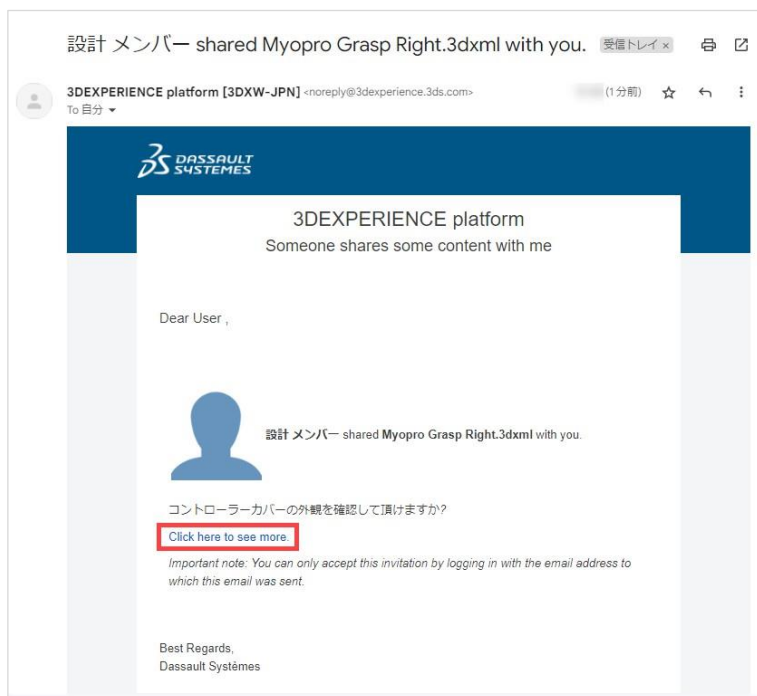 設計 メンバー shared Myopro Grasp Right.3dxml with you. 受信トレイ ×
3DEXPERIENCE platform [3DXW-JPN] <noreply@3dexperience.3ds.com> (1 分前)
To 自分
DASSAULT
SYSTEMES
3DEXPERIENCE platform
Someone shares some content with me
Dear User ,
設計 メンバー shared Myopro Grasp Right.3dxml with you.
コントローラーカバーの外観を確認して頂けますか?
Click here to see more.
Important note: You can only accept this invitation by logging in with the email address to
which this email was sent.
Best Regards,
Dassault Systèmes